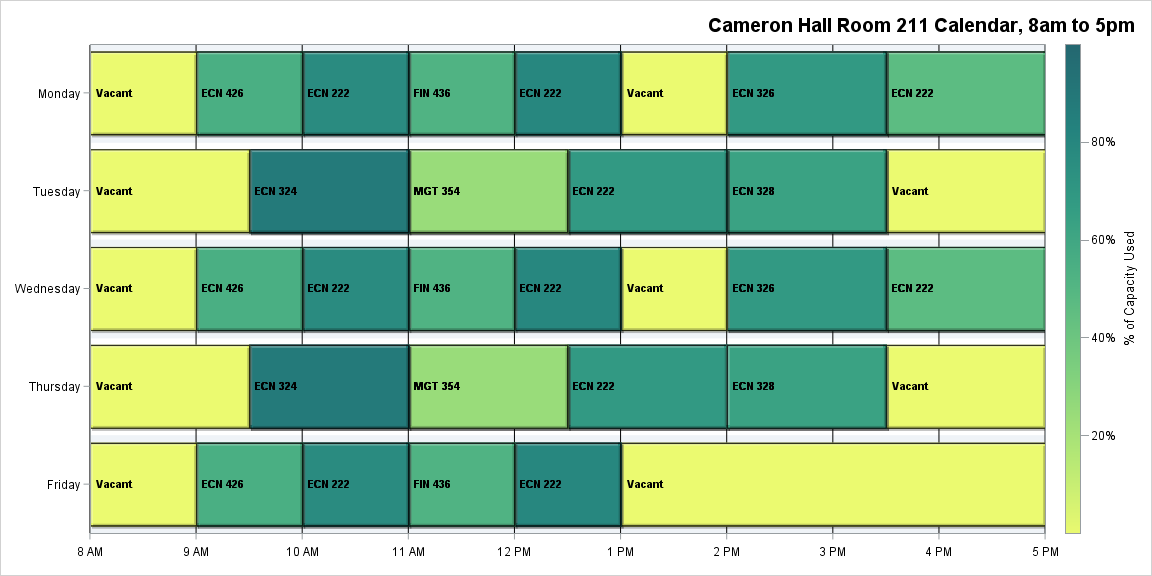 Cameron Hall Room 211 Calendar, 8am to 5pm
Monday
Vacant
ECN 426
ECN 222
FIN 436
ECN 222
Vacant
ECN 326
ECN 222
Tuesday
Vacant
ECN 324
MGT 354
ECN 222
ECN 328
Vacant
Wednesday
Vacant
ECN 426
ECN 222
FIN 436
ECN 222
Vacant
ECN 326
ECN 222
Thursday
Vacant
ECN 324
MGT 354
ECN 222
ECN 328
Vacant
Friday
Vacant
ECN 426
ECN 222
FIN 436
ECN 222
Vacant
8 AM
9 AM
10 AM
11 AM
12 PM
1 PM
2 PM
3 PM
4 PM
5 PM
80%
60%
40%
20%
% of Capacity Used